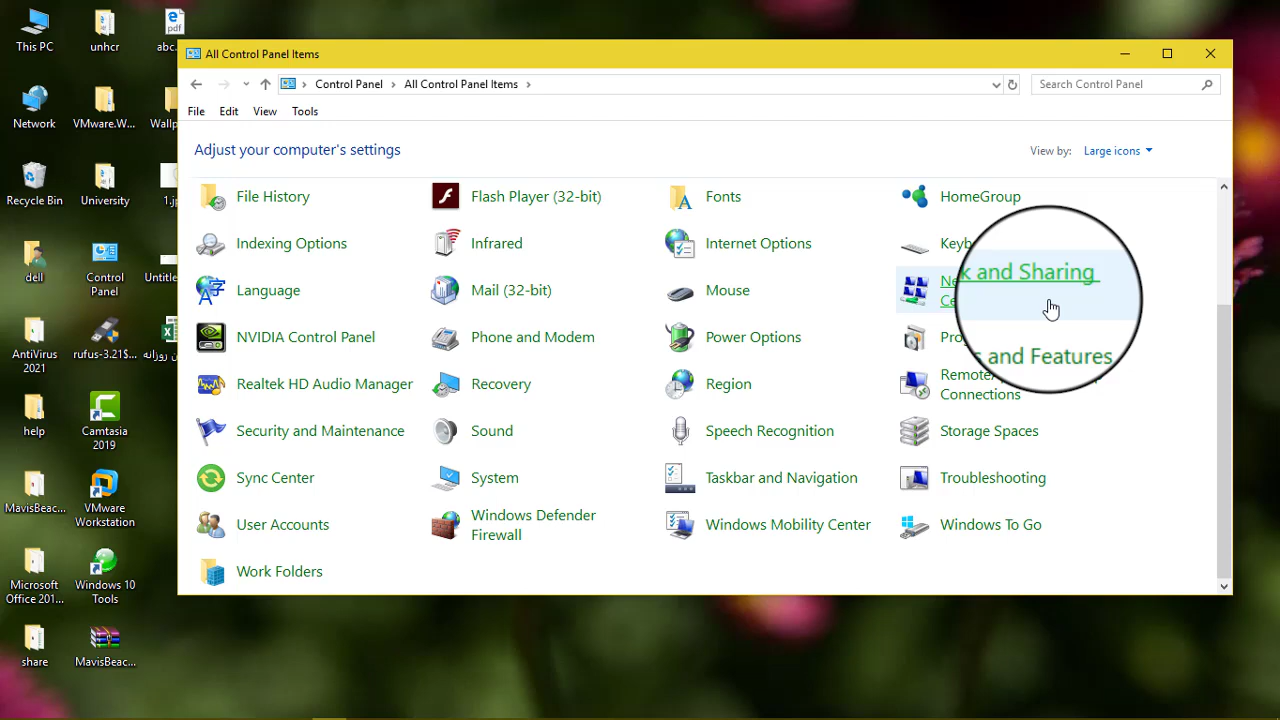 This PC
unhcr
abc.
Network
VMware.W...
Wallp
Recycle Bin
University
1.jp
dell
Control
Panel
Untitle
AntiVirus
2021
rufus-3.21$...
روزانه
help
Camtasia
2019
MavisBeac...
VMware
Workstation
Microsoft
Office 201...
Windows 10
Tools
share
MavisBeac...
All Control Panel Items
Control Panel > All Control Panel Items >
Search Control Panel
File Edit View Tools
Adjust your computer's settings
View by: Large icons
File History
Flash Player (32-bit)
Fonts
HomeGroup
Indexing Options
Infrared
Internet Options
Keyb
Language
Mail (32-bit)
Mouse
Ne
Ce
k and Sharing
NVIDIA Control Panel
Phone and Modem
Power Options
Pro
s and Features
Realtek HD Audio Manager
Recovery
Region
Connections
Security and Maintenance
Sound
Speech Recognition
Storage Spaces
Sync Center
System
Taskbar and Navigation
Troubleshooting
User Accounts
Windows Defender
Firewall
Windows Mobility Center
Windows To Go
Work Folders